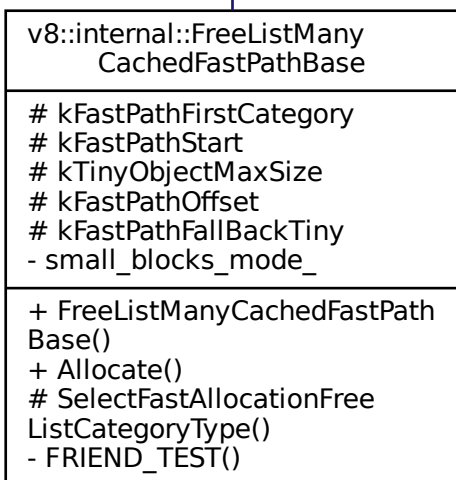 v8::internal::FreeListMany
CachedFastPathBase
# kFastPathFirstCategory
# kFastPathStart
# kTinyObjectMaxSize
# kFastPathOffset
# kFastPathFallBackTiny
- small_blocks_mode_
+ FreeListManyCachedFastPath
Base()
+ Allocate()
# SelectFastAllocationFree
ListCategoryType()
- FRIEND_TEST()